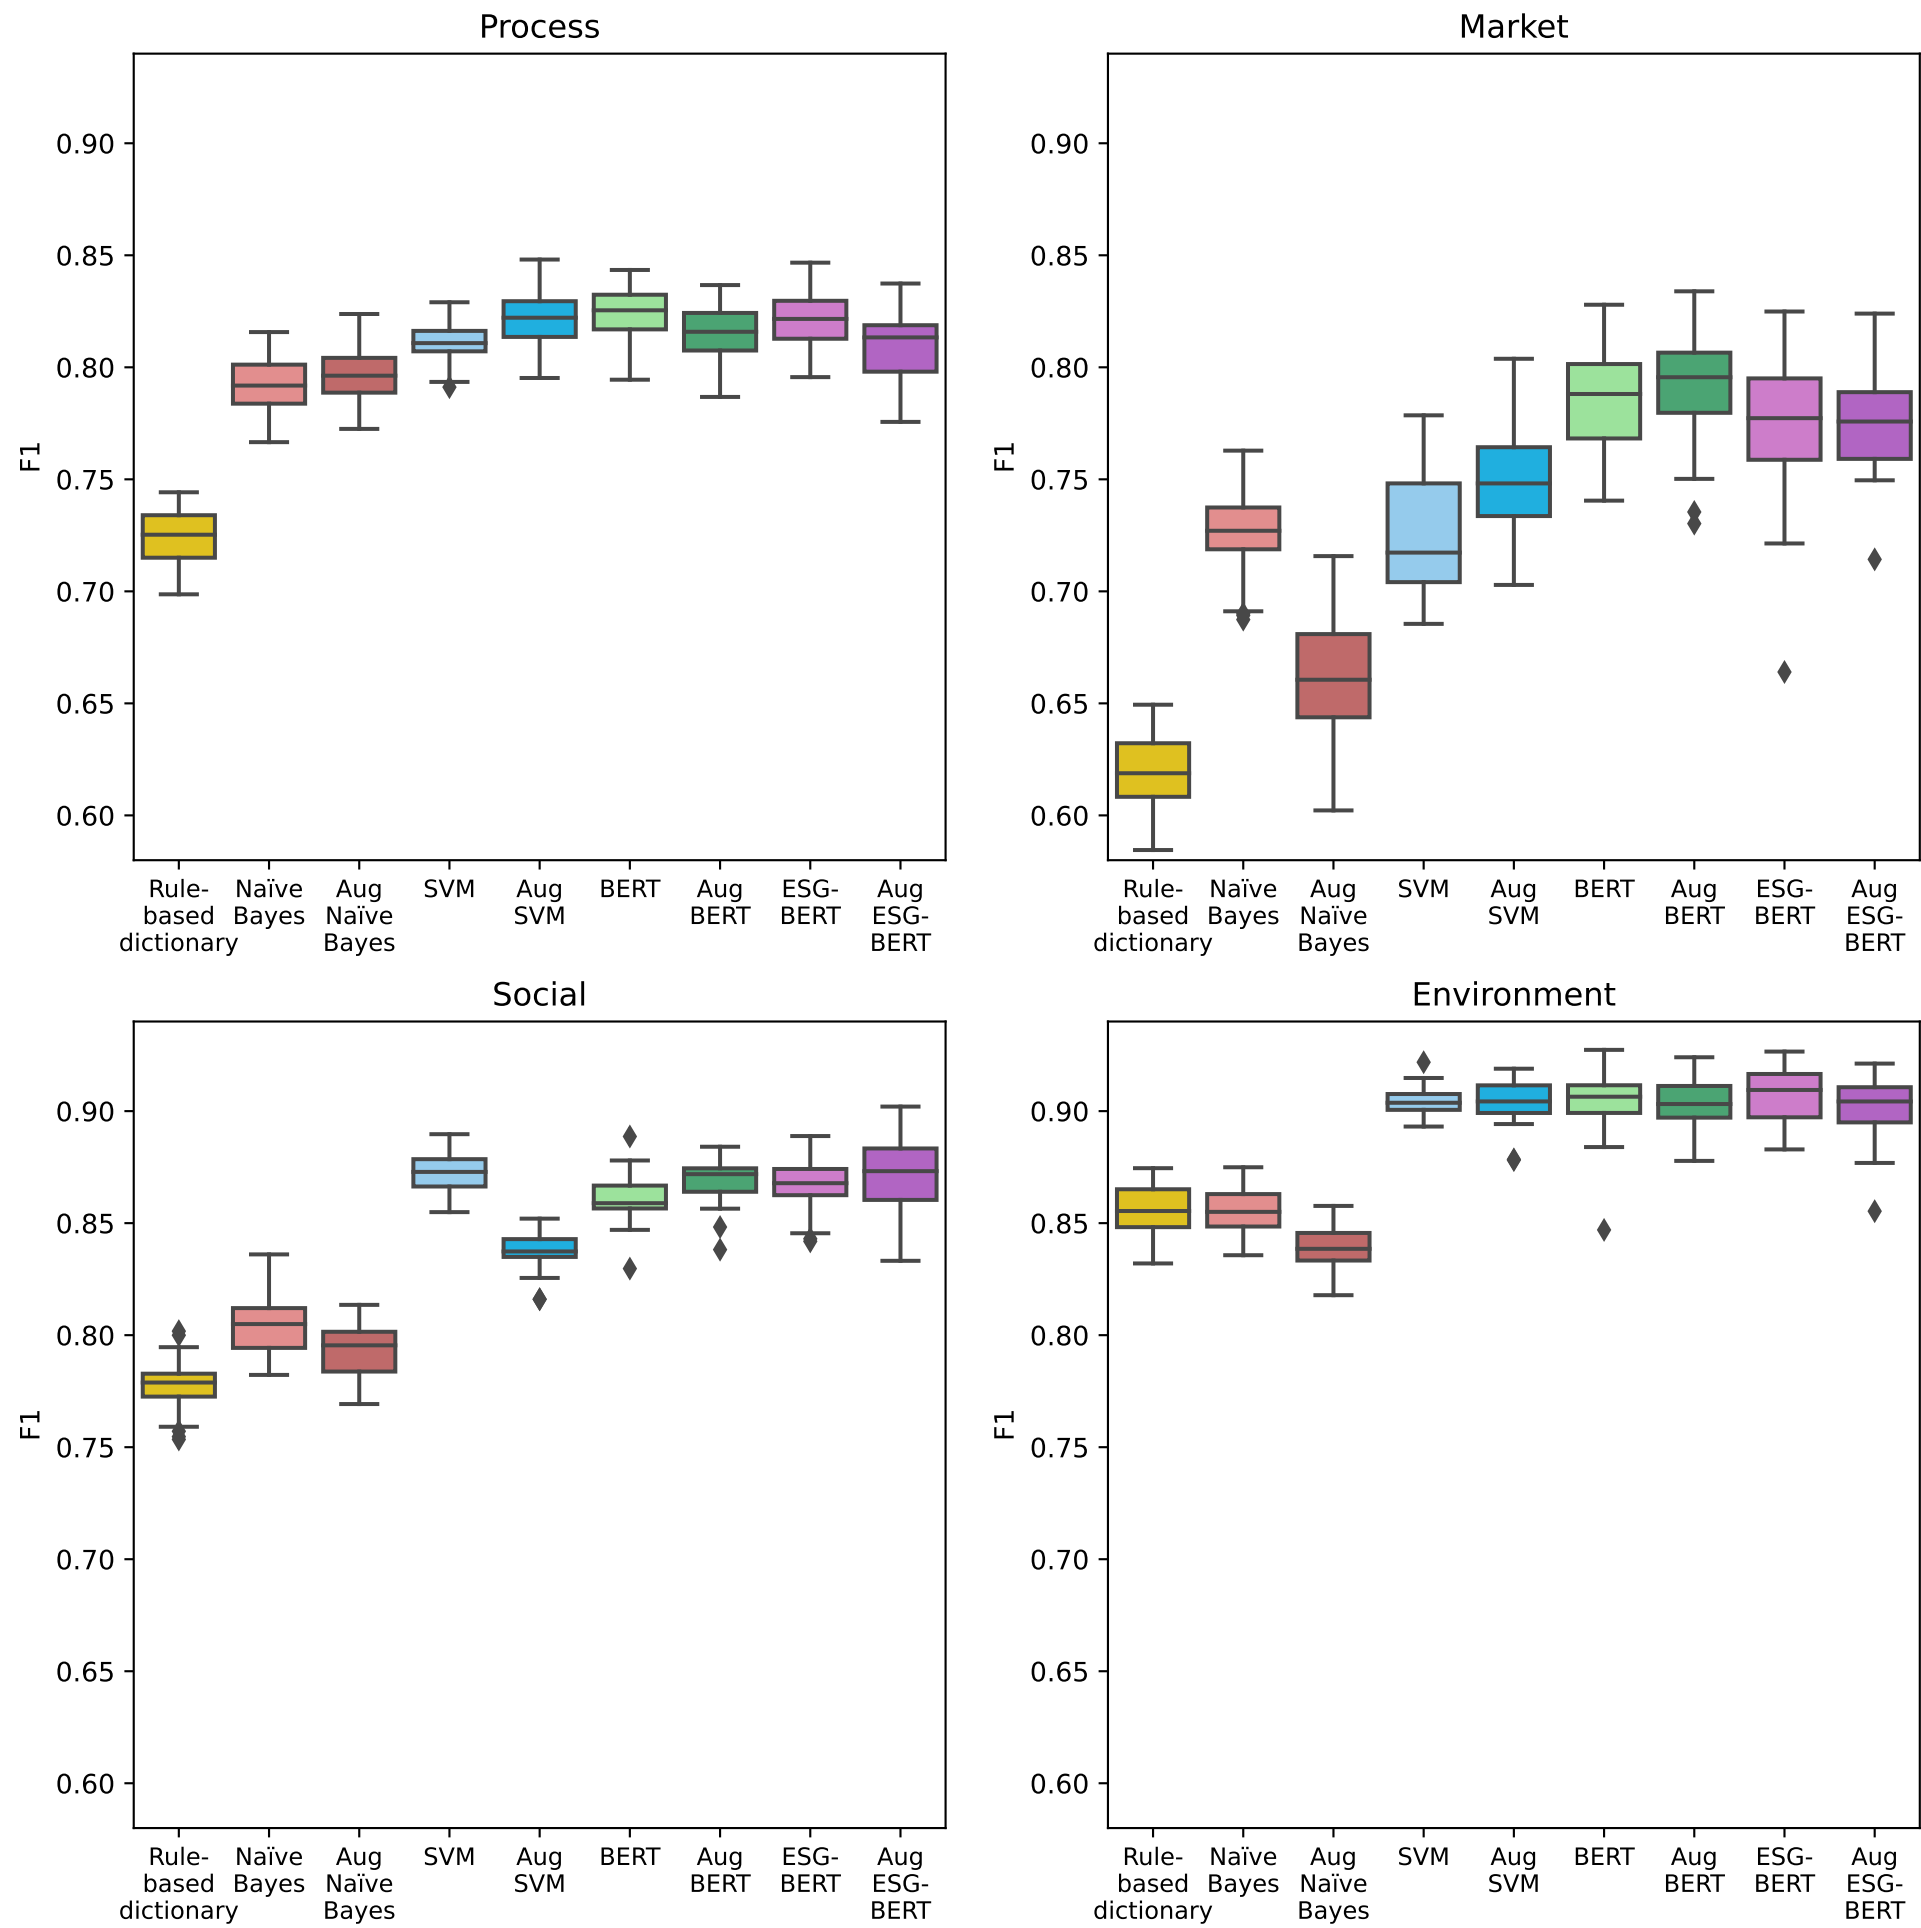 Process
0.90
0.85
0.80
0.75
0.70
0.65
0.60
F1
Rule-
based
dictionary
Naïve
Bayes
Aug
Naïve
Bayes
SVM
Aug
SVM
BERT
Aug
BERT
ESG-
BERT
Aug
ESG-
BERT
Market
0.90
0.85
0.80
0.75
0.70
0.65
0.60
F1
Rule-
based
dictionary
Naïve
Bayes
Aug
Naïve
Bayes
SVM
Aug
SVM
BERT
Aug
BERT
ESG-
BERT
Aug
ESG-
BERT
Social
0.90
0.85
0.80
0.75
0.70
0.65
0.60
F1
Rule-
based
dictionary
Naïve
Bayes
Aug
Naïve
Bayes
SVM
Aug
SVM
BERT
Aug
BERT
ESG-
BERT
Aug
ESG-
BERT
Environment
0.90
0.85
0.80
0.75
0.70
0.65
0.60
F1
Rule-
based
dictionary
Naïve
Bayes
Aug
Naïve
Bayes
SVM
Aug
SVM
BERT
Aug
BERT
ESG-
BERT
Aug
ESG-
BERT